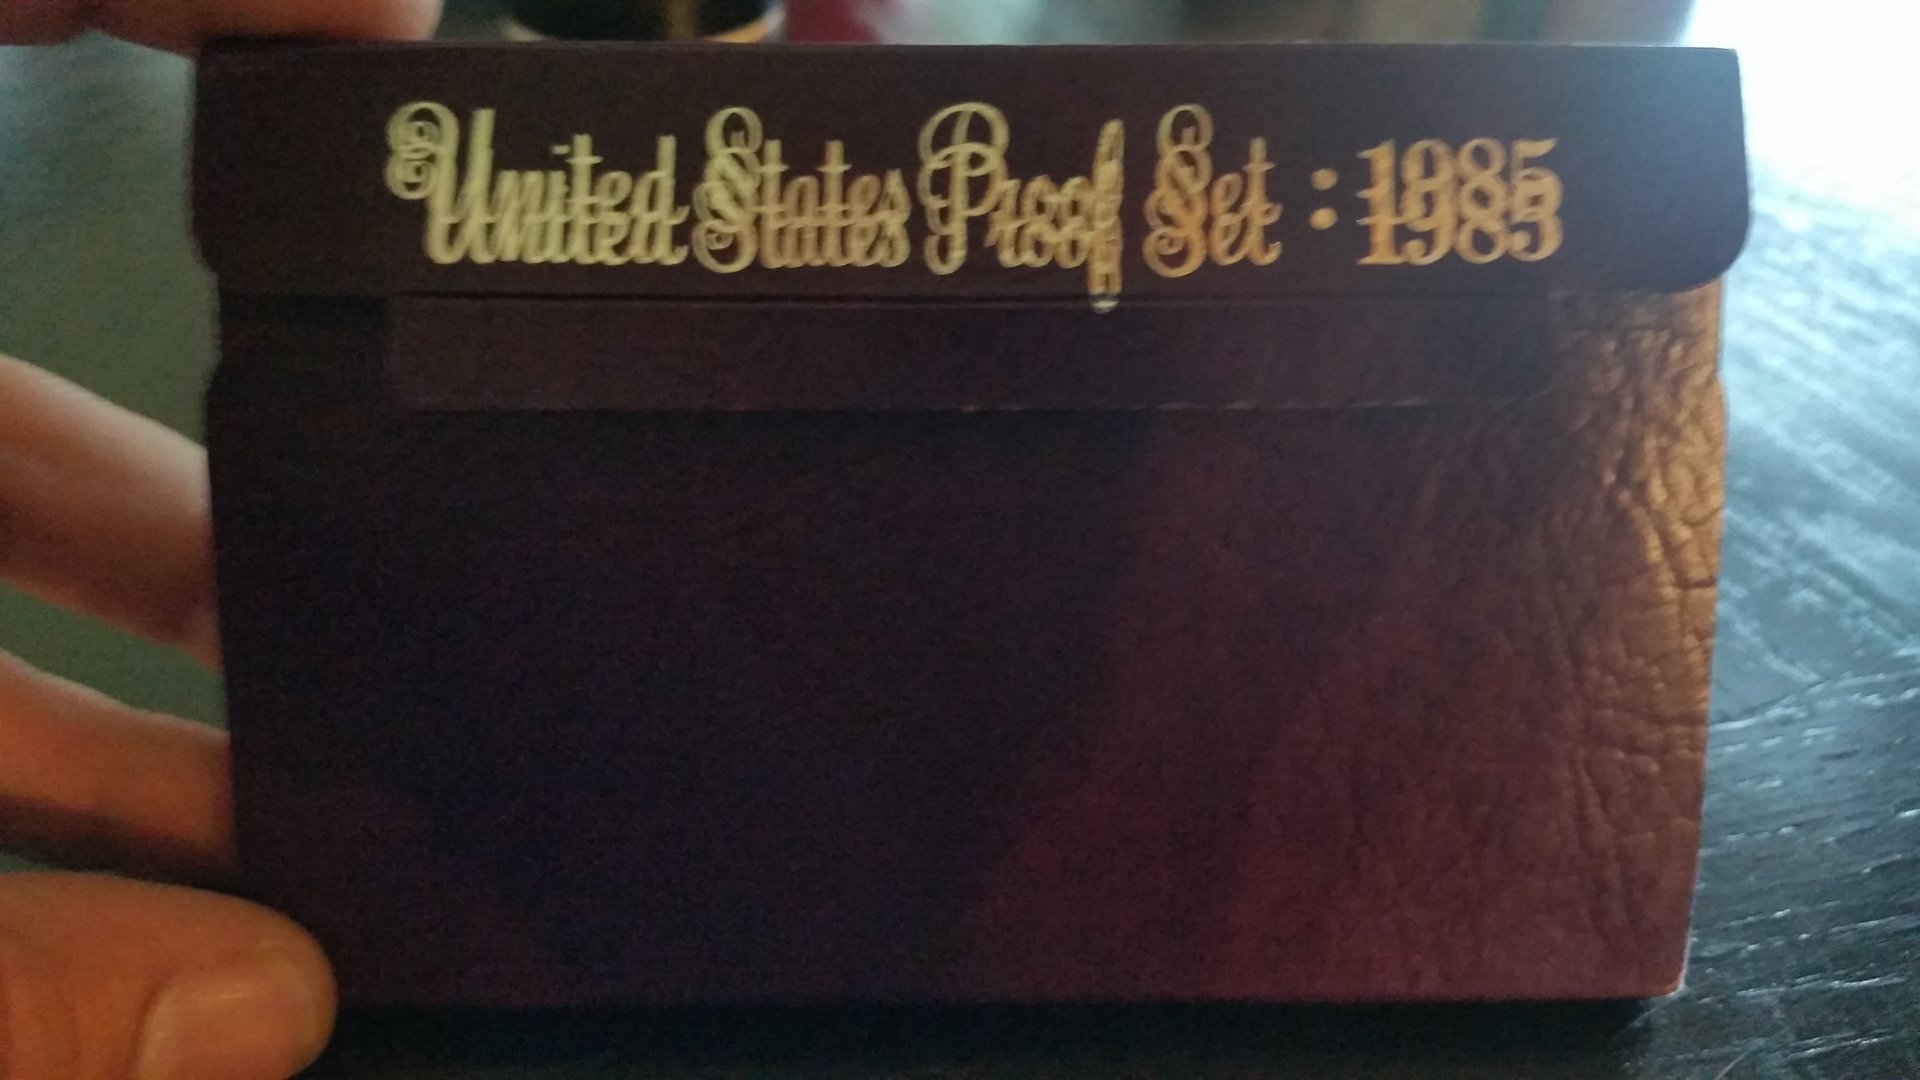 United States Proof Set : 1985